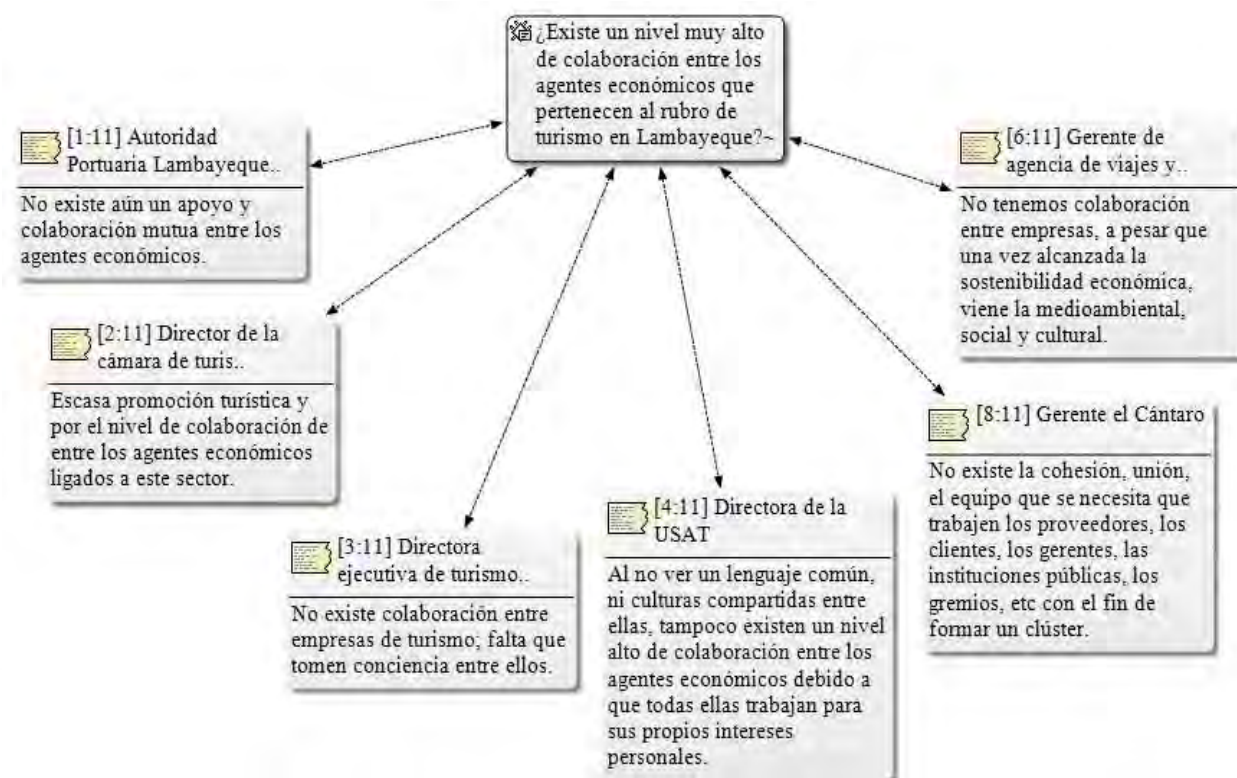 ¿Existe un nivel muy alto
de colaboración entre los
agentes económicos que
pertenecen al rubro de
turismo en Lambayeque?~
[1:11] Autoridad
Portuaria Lambayeque..
No existe aún un apoyo y
colaboración mutua entre los
agentes económicos.
[2:11] Director de la
cámara de turis..
Escasa promoción turística y
por el nivel de colaboración de
entre los agentes económicos
ligados a este sector.
[3:11] Directora
ejecutiva de turismo..
No existe colaboración entre
empresas de turismo; falta que
tomen conciencia entre ellos.
[4:11] Directora de la
USAT
Al no ver un lenguaje común,
ni culturas compartidas entre
ellas, tampoco existen un nivel
alto de colaboración entre los
agentes económicos debido a
que todas ellas trabajan para
sus propios intereses
personales.
[8:11] Gerente el Cántaro
No existe la cohesión, unión,
el equipo que se necesita que
trabajen los proveedores, los
clientes, los gerentes, las
instituciones públicas, los
gremios, etc con el fin de
formar un clúster.
[6:11] Gerente de
agencia de viajes y..
No tenemos colaboración
entre empresas, a pesar que
una vez alcanzada la
sostenibilidad económica,
viene la medioambiental,
social y cultural.